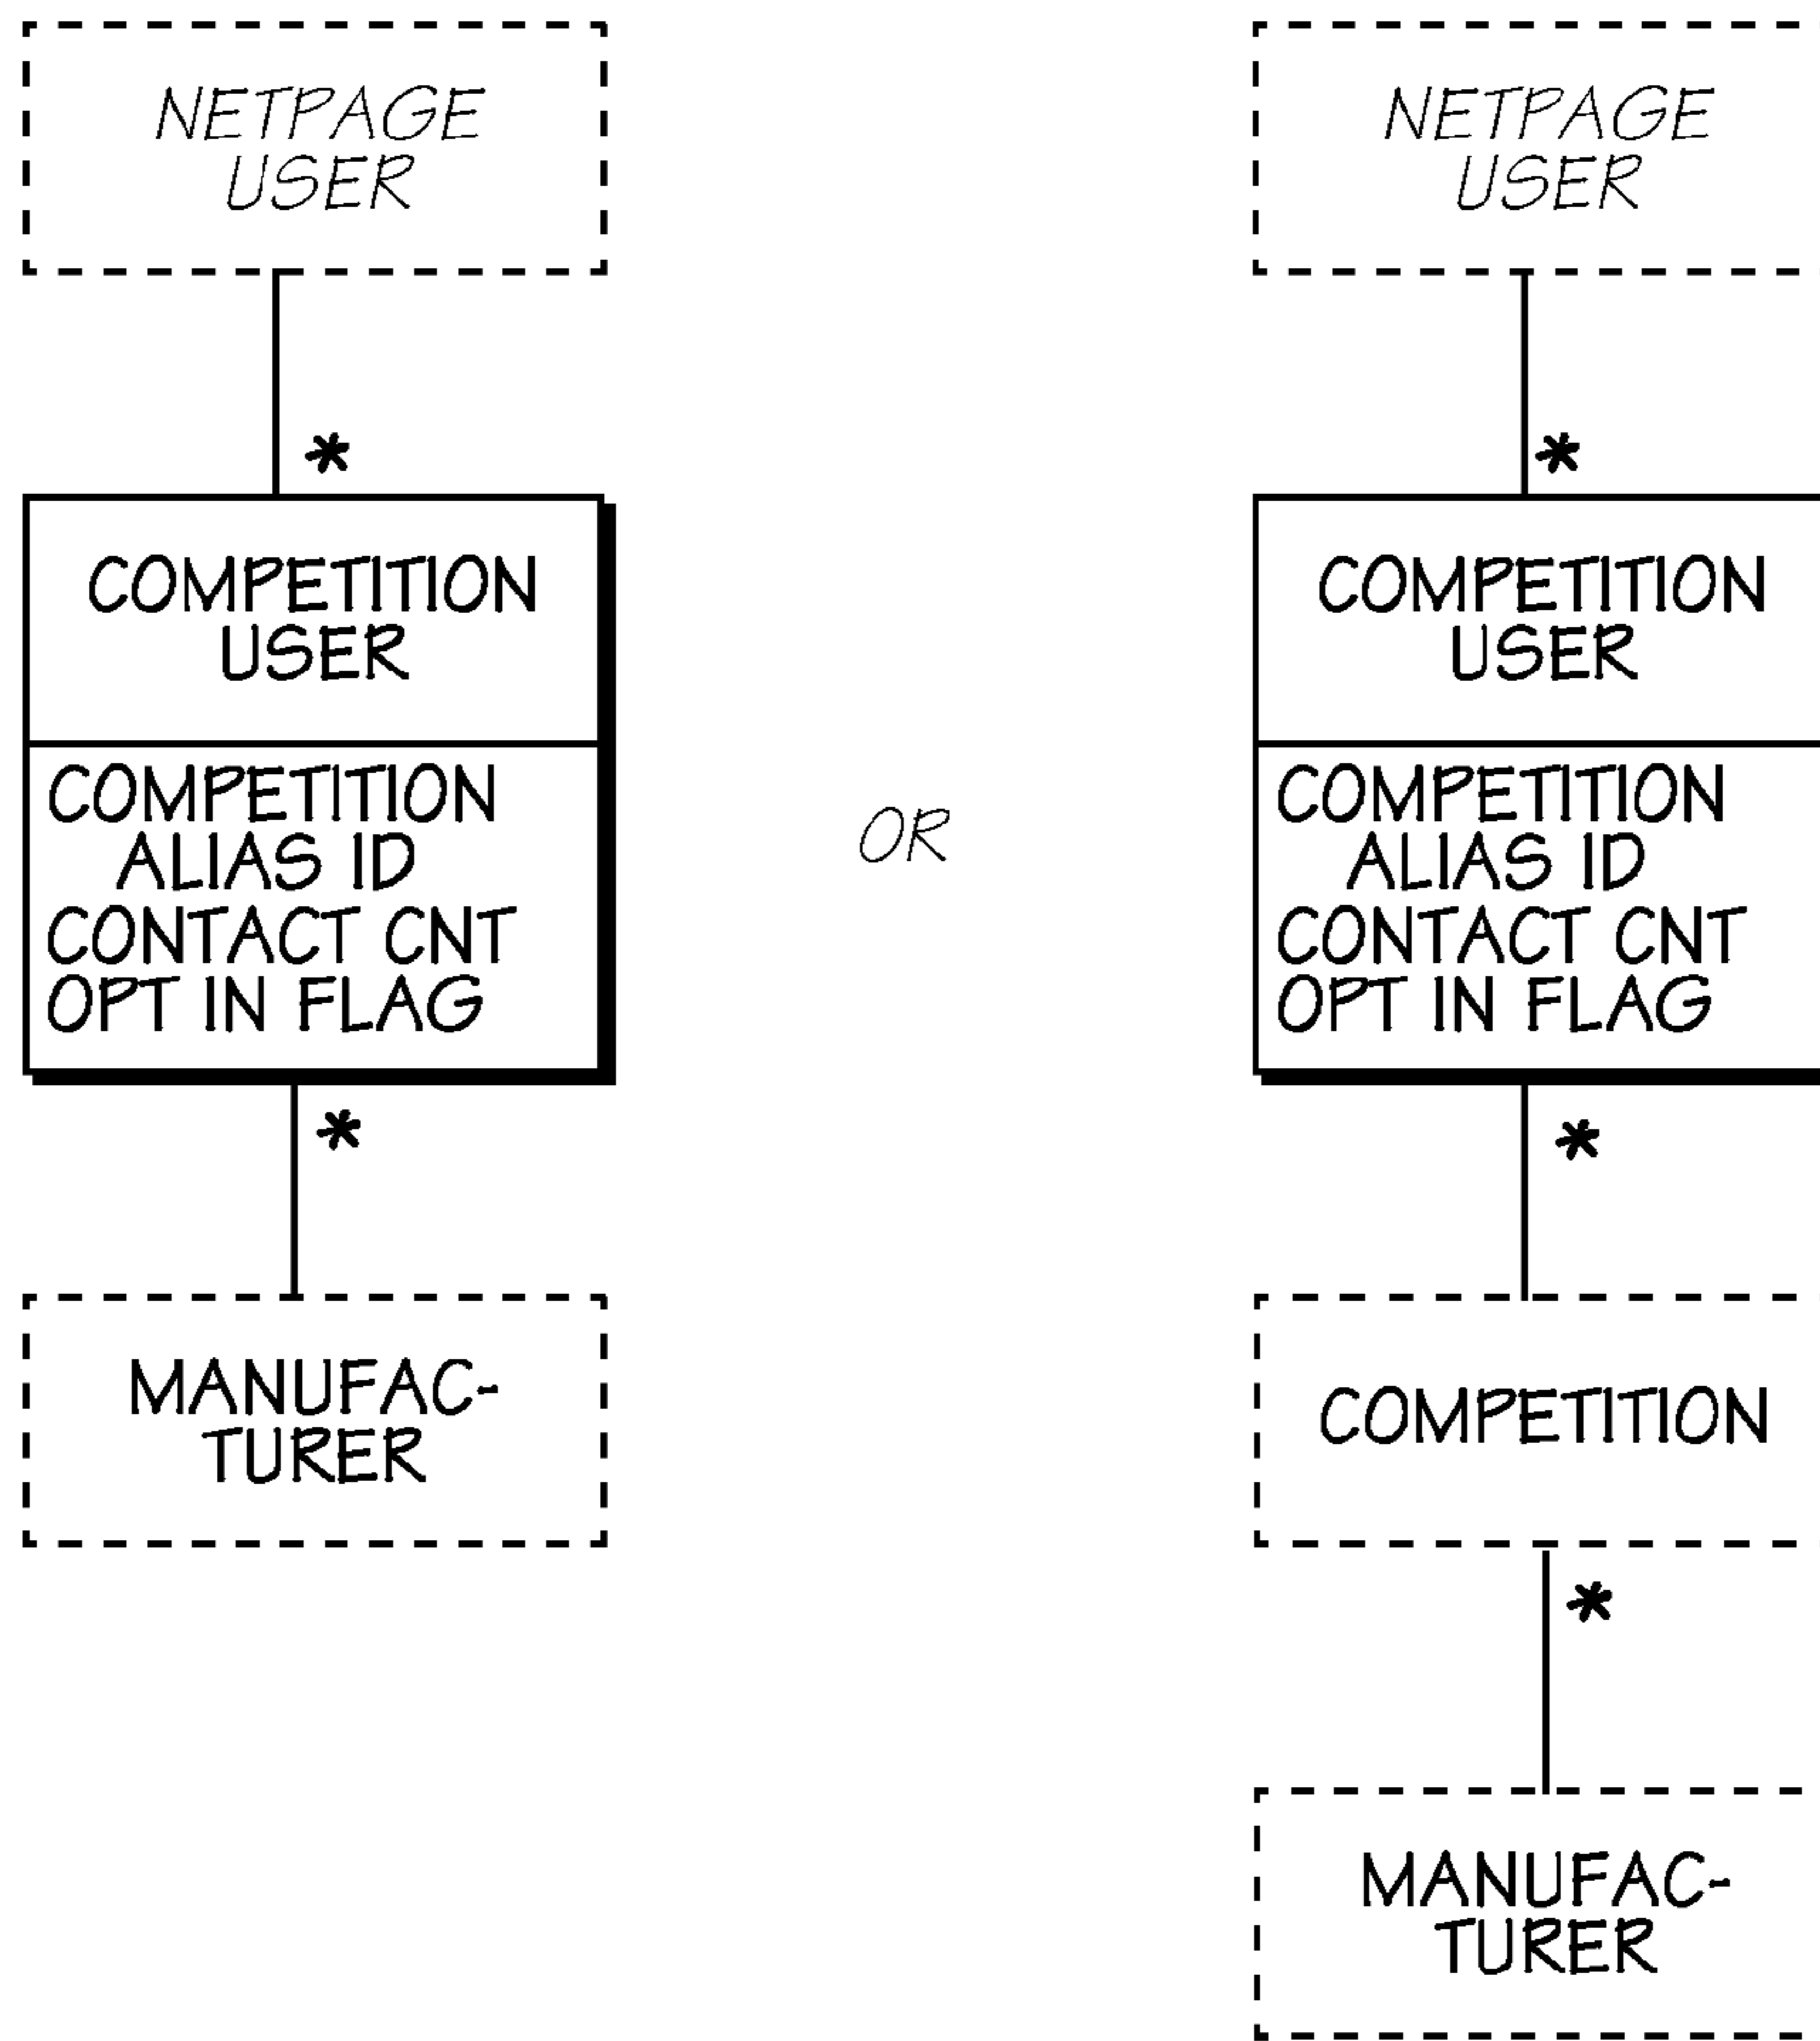 NETPAGE
USER
*
COMPETITION
USER
COMPETITION
ALIAS ID
CONTACT CNT
OPT IN FLAG
*
MANUFAC-
TURER
OR
NETPAGE
USER
*
COMPETITION
USER
COMPETITION
ALIAS ID
CONTACT CNT
OPT IN FLAG
*
COMPETITION
*
MANUFAC-
TURER